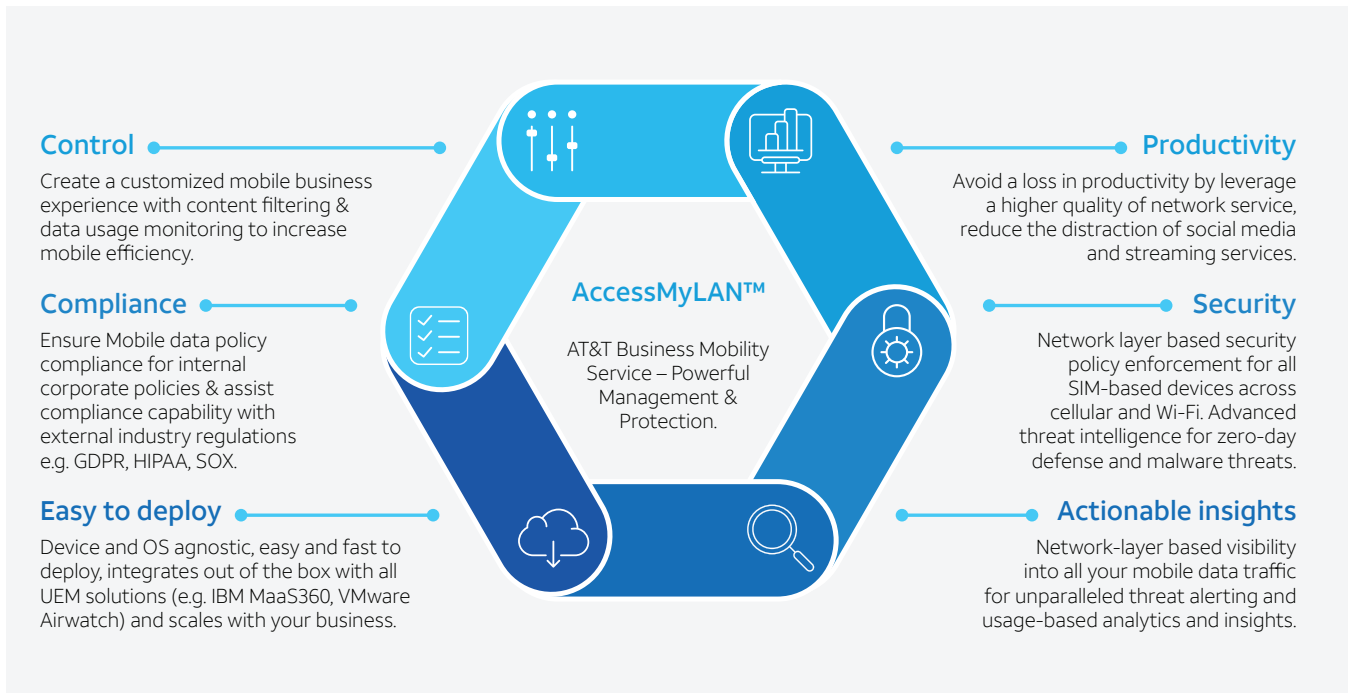 Control
Create a customized mobile business
experience with content filtering &
data usage monitoring to increase
mobile efficiency.
Compliance
Ensure Mobile data policy
compliance for internal
corporate policies & assist
compliance capability with
external industry regulations
e.g. GDPR, HIPAA, SOX.
Easy to deploy
Device and OS agnostic, easy and fast to
deploy, integrates out of the box with all
UEM solutions (e.g. IBM MaaS360, VMware
Airwatch) and scales with your business.
AccessMyLAN™
AT&T Business Mobility
Service – Powerful
Management &
Protection.
Productivity
Avoid a loss in productivity by leverage
a higher quality of network service,
reduce the distraction of social media
and streaming services.
Security
Network layer based security
policy enforcement for all
SIM-based devices across
cellular and Wi-Fi. Advanced
threat intelligence for zero-day
defense and malware threats.
Actionable insights
Network-layer based visibility
into all your mobile data traffic
for unparalleled threat alerting and
usage-based analytics and insights.